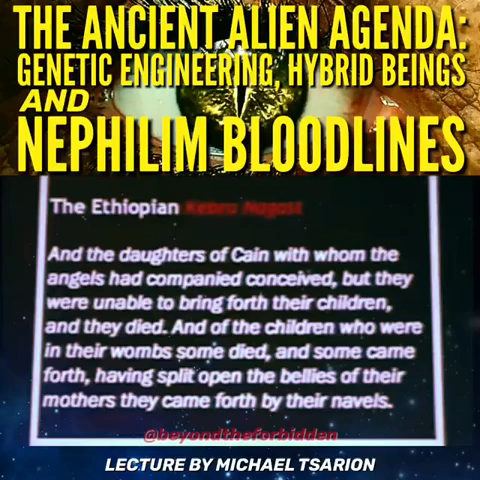 THE ANCIENT ALIEN AGENDA:
GENETIC ENGINEERING, HYBRID BEINGS
AND
NEPHILIM BLOODLINES
The Ethiopian Kebra Nagast
And the daughters of Cain with whom the
angels had companied conceived, but they
were unable to bring forth their children,
and they died. And of the children who were
in their wombs some died, and some came
forth, having split open the bellies of their
mothers they came forth by their navels.
@beyondtheforbidden
LECTURE BY MICHAEL TSARION